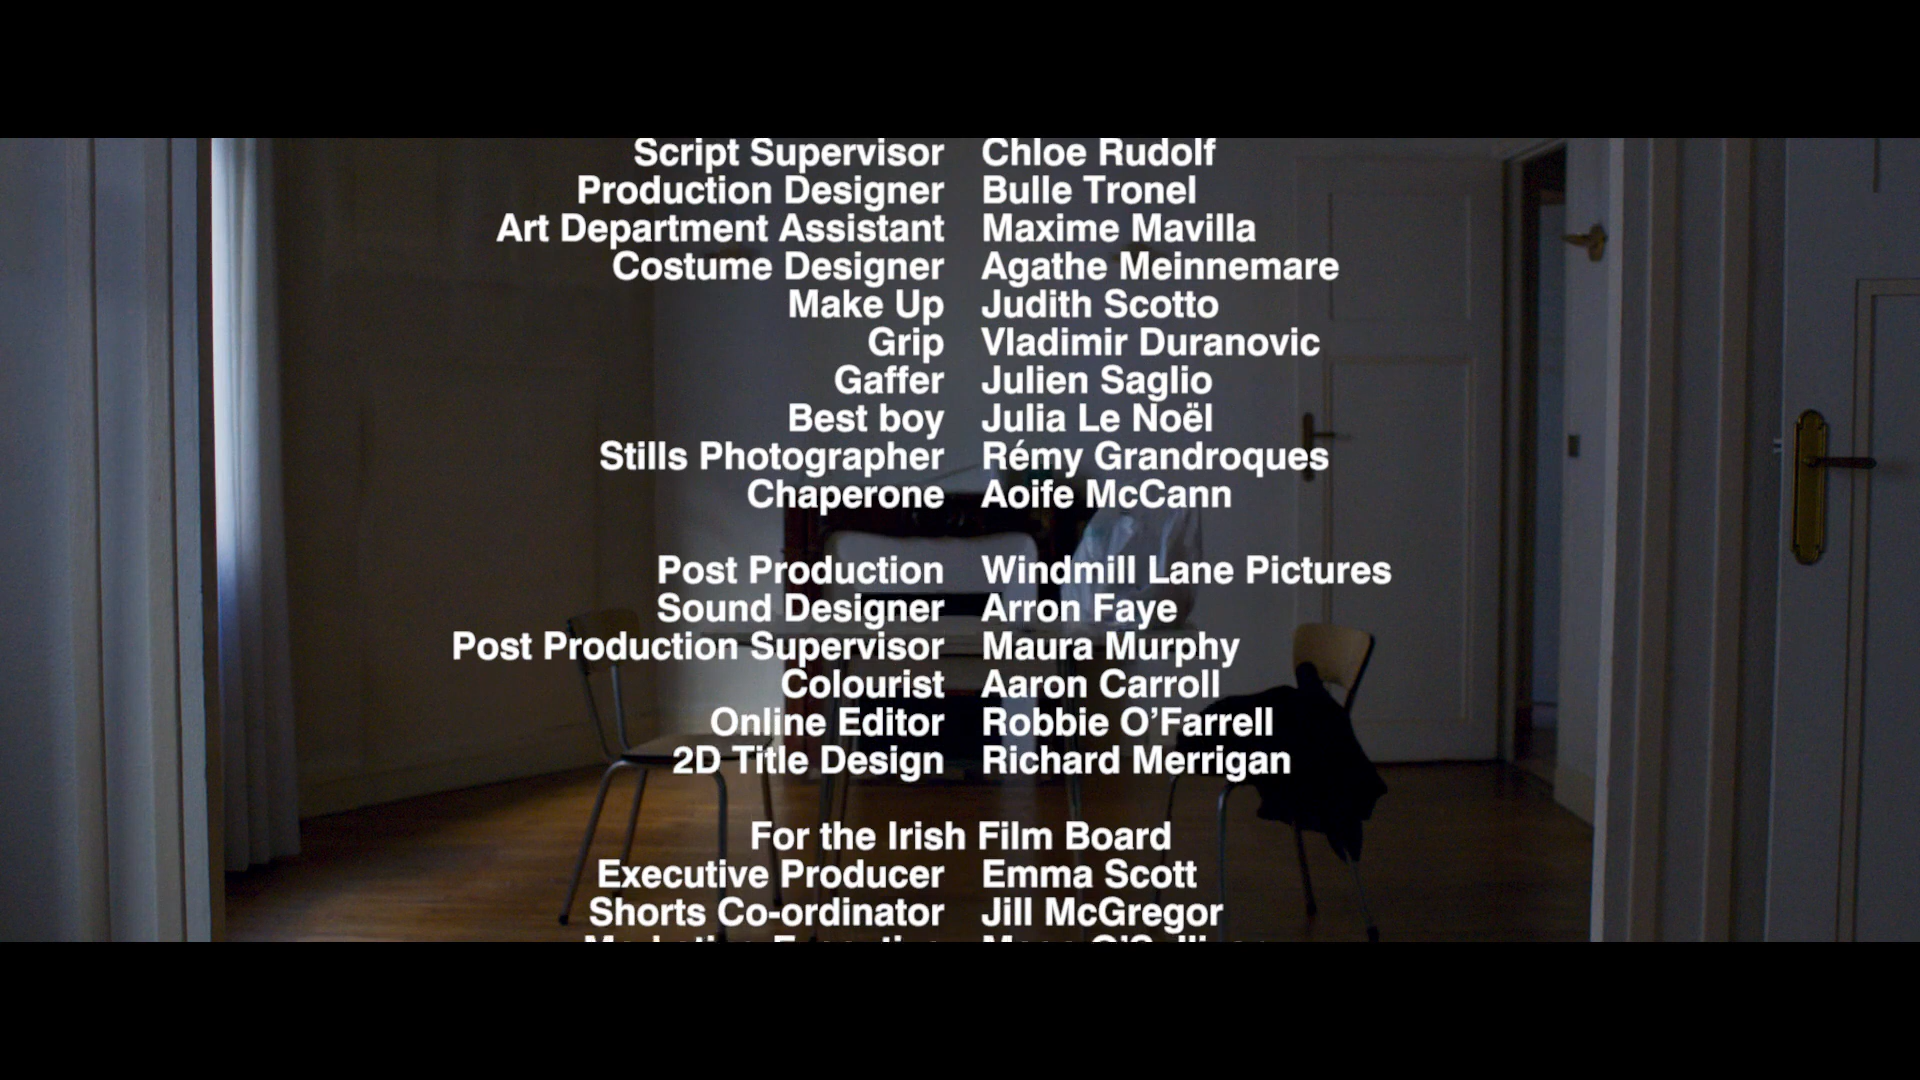 Script Supervisor Chloe Rudolf
Production Designer Bulle Tronel
Art Department Assistant Maxime Mavilla
Costume Designer Agathe Meinnemare
Make Up Judith Scotto
Grip Vladimir Duranovic
Gaffer Julien Saglio
Best boy Julia Le Noël
Stills Photographer Rémy Grandroques
Chaperone Aoife McCann
Post Production Windmill Lane Pictures
Sound Designer Arron Faye
Post Production Supervisor Maura Murphy
Colourist Aaron Carroll
Online Editor Robbie O’Farrell
2D Title Design Richard Merrigan
For the Irish Film Board
Executive Producer Emma Scott
Shorts Co-ordinator Jill McGregor